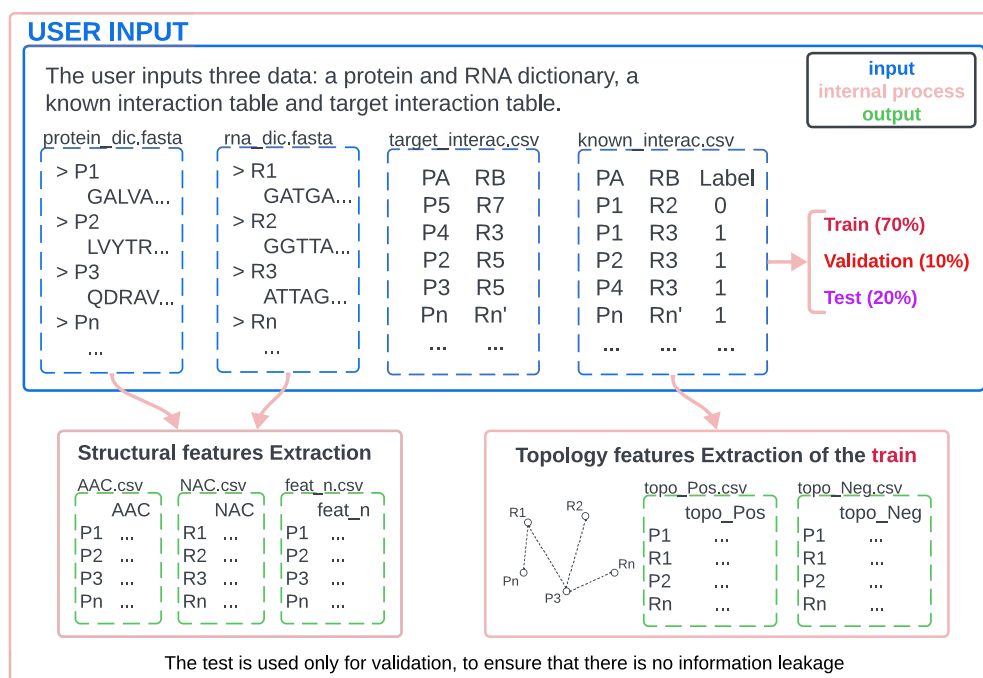 USER INPUT
The user inputs three data: a protein and RNA dictionary, a
known interaction table and target interaction table.
input
internal process
output
protein_dic.fasta
> P1
GALVA...
> P2
LVYTR...
> P3
QDRAV...
> Pn
...
rna_dic.fasta
> R1
GATGA...
> R2
GGTTA...
> R3
ATTAG...
> Rn
...
target_interac.csv
PA RB
P5 R7
P4 R3
P2 R5
P3 R5
Pn Rn'
... ...
known_interac.csv
PA RB Label
P1 R2 0
P1 R3 1
P2 R3 1
P4 R3 1
Pn Rn' 1
... ... ...
Train (70%)
Validation (10%)
Test (20%)
Structural features Extraction
AAC.csv
AAC
P1 ...
P2 ...
P3 ...
Pn ...
NAC.csv
NAC
R1 ...
R2 ...
R3 ...
Rn ...
feat_n.csv
feat_n
P1 ...
P2 ...
P3 ...
Pn ...
Topology features Extraction of the train
R1
R2
Pn
P3
Rn
topo_Pos.csv
topo_Pos
P1 ...
R1 ...
P2 ...
Rn ...
topo_Neg.csv
topo_Neg
P1 ...
R1 ...
P2 ...
Rn ...
The test is used only for validation, to ensure that there is no information leakage